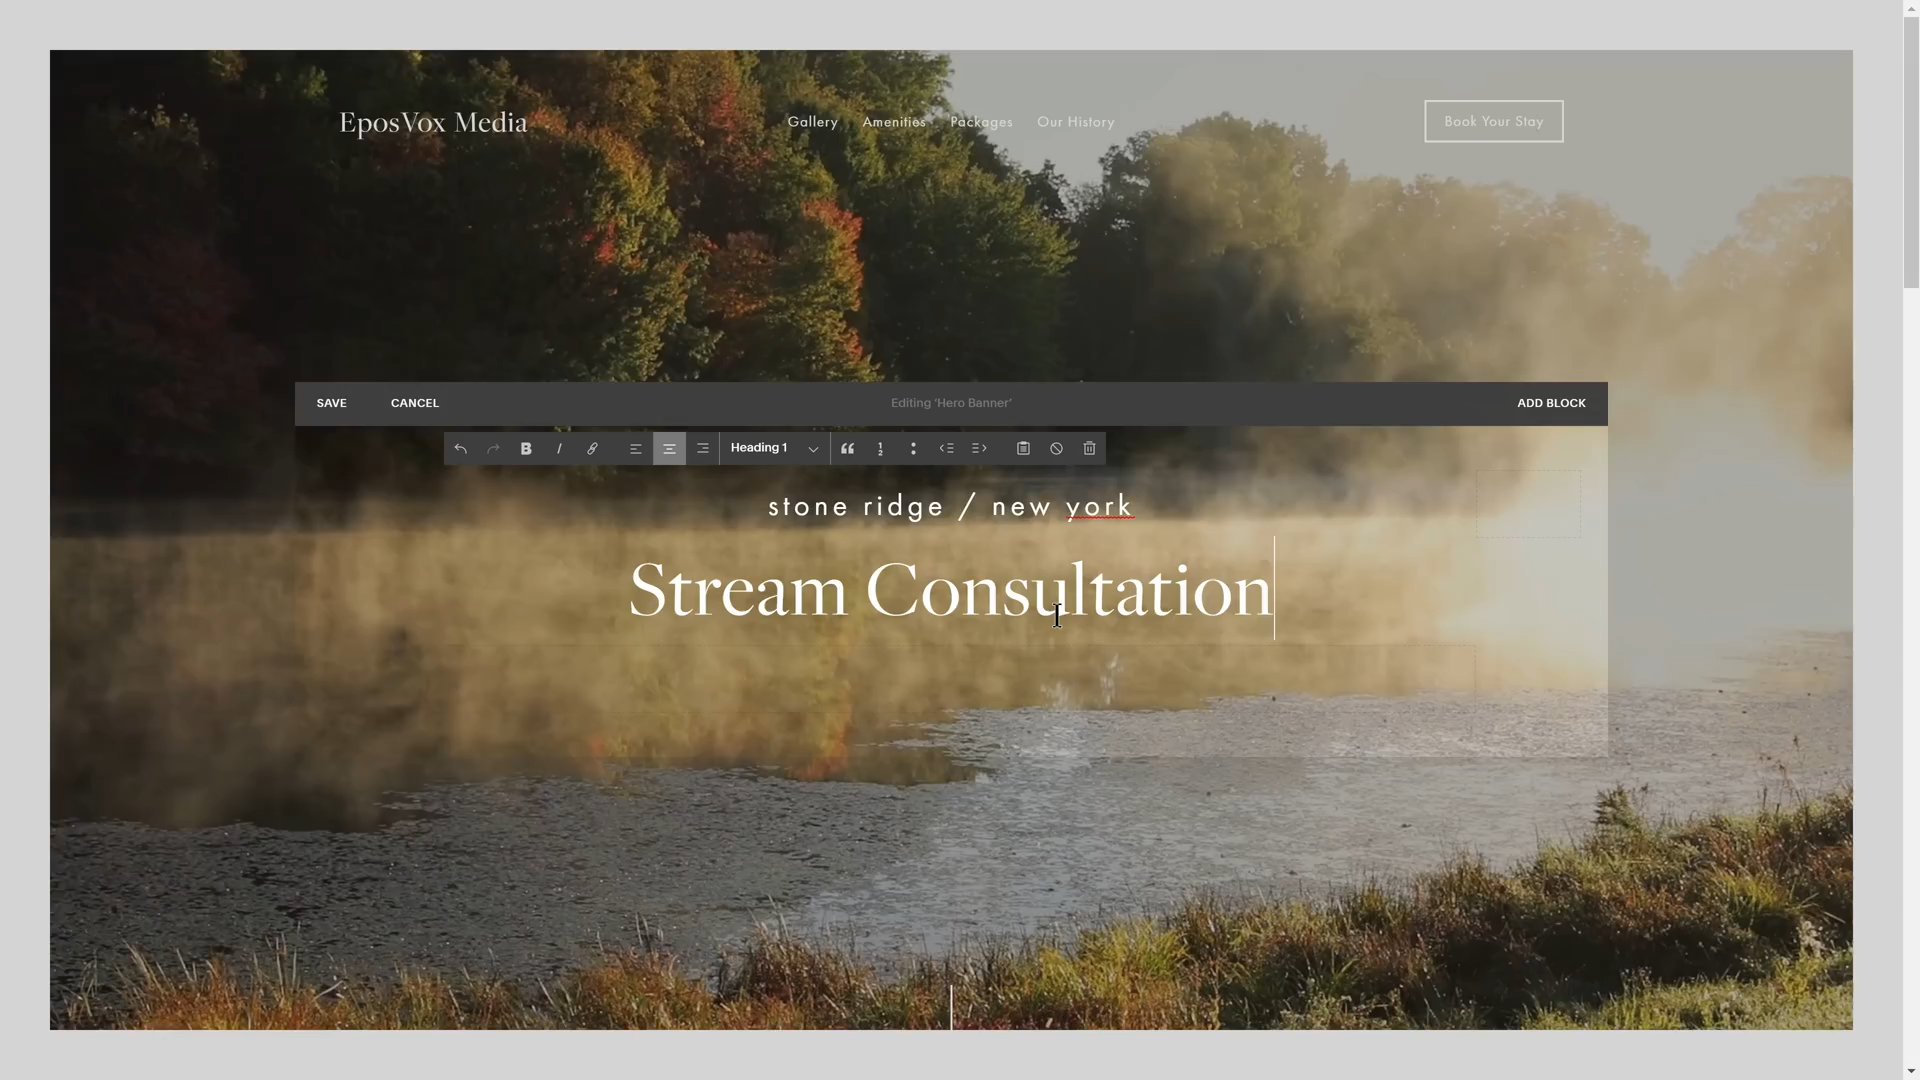 EposVox Media
Gallery Amenities Packages Our History
Book Your Stay
SAVE CANCEL Editing ‘Hero Banner’ ADD BLOCK
B I Heading 1
stone ridge / new york
Stream Consultation